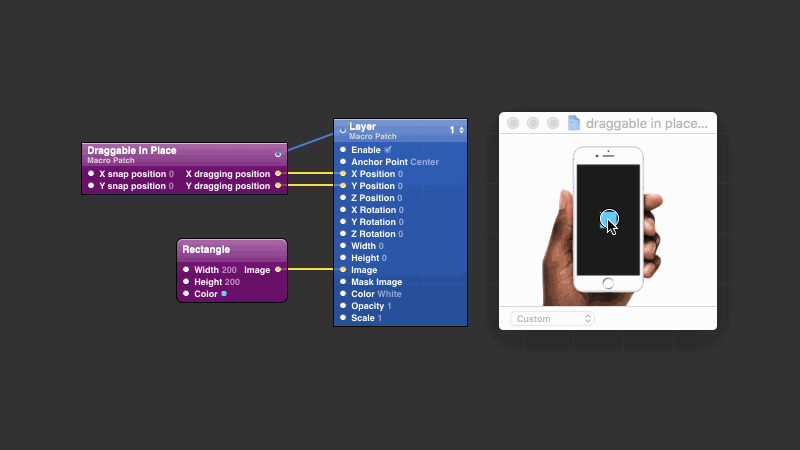 Draggable In Place
Macro Patch
X snap position 0 X dragging position
Y snap position 0 Y dragging position
Rectangle
Width 200 Image
Height 200
Color
Layer 1
Macro Patch
Enable
Anchor Point Center
X Position 0
Y Position 0
Z Position 0
X Rotation 0
Y Rotation 0
Z Rotation 0
Width 0
Height 0
Image
Mask Image
Color White
Opacity 1
Scale 1
draggable in place...
Custom